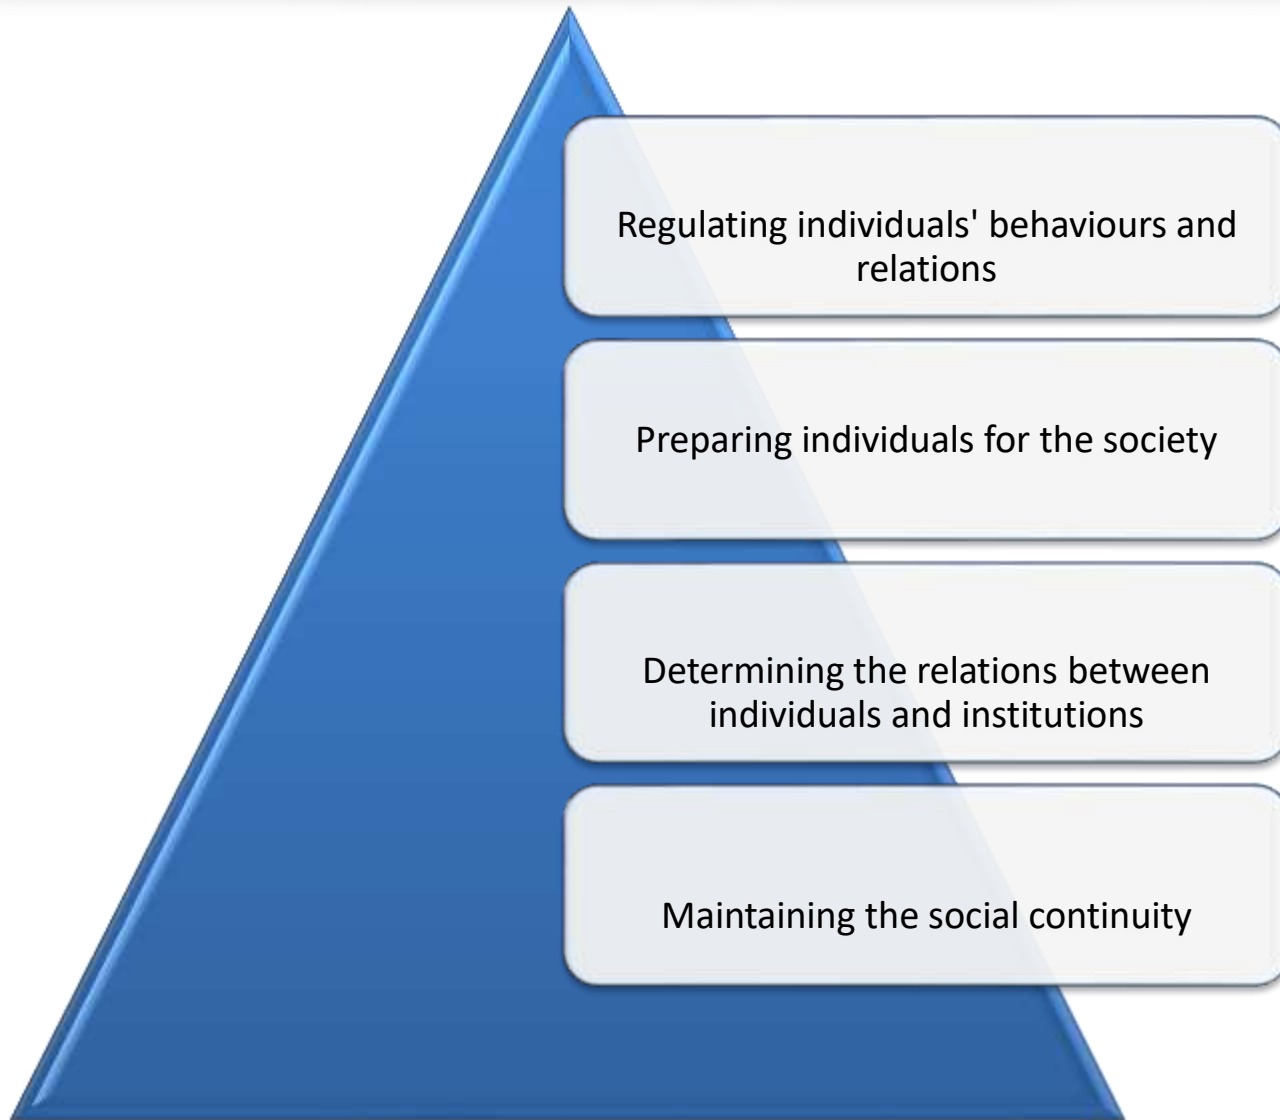 Regulating individuals' behaviours and
relations
Preparing individuals for the society
Determining the relations between
individuals and institutions
Maintaining the social continuity